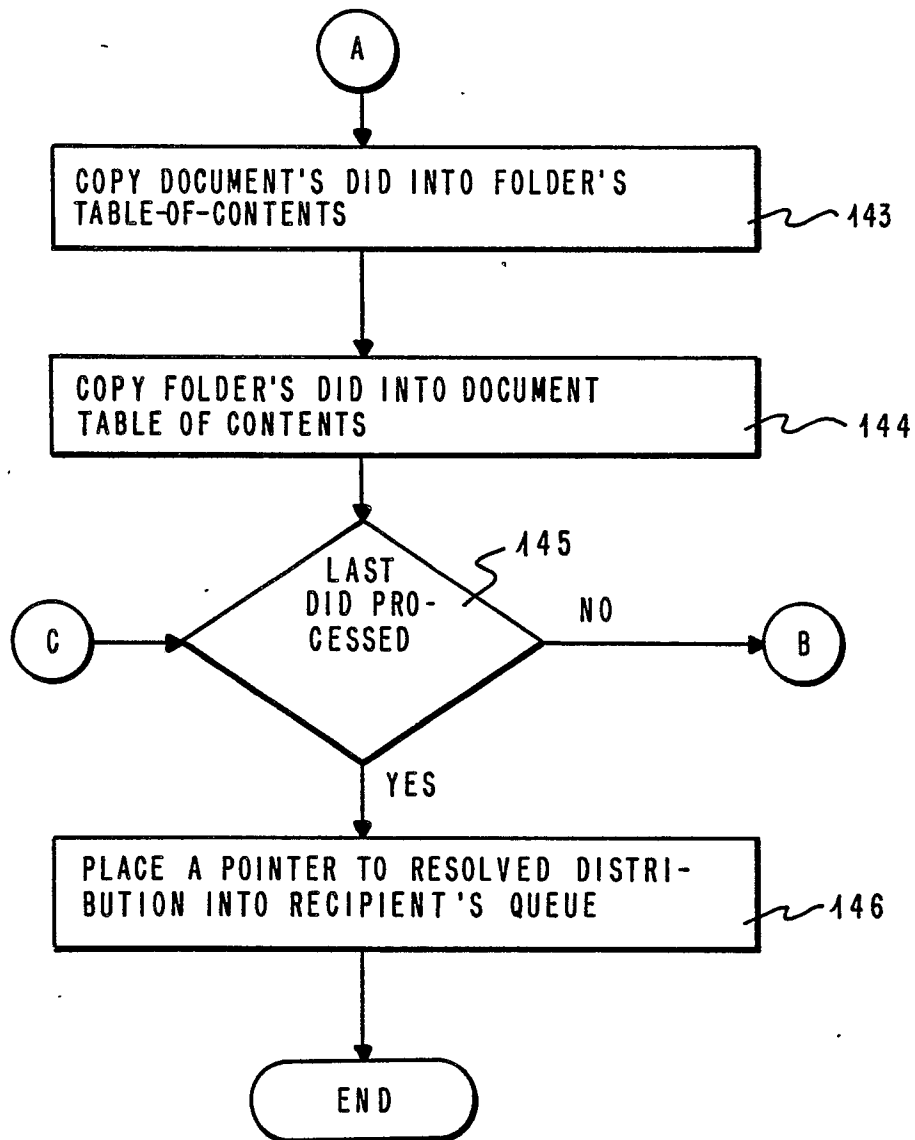 A
COPY DOCUMENT'S DID INTO FOLDER'S
TABLE-OF-CONTENTS
143
COPY FOLDER'S DID INTO DOCUMENT
TABLE OF CONTENTS
144
145
LAST
DID PRO-
CESSED
C
NO
B
YES
PLACE A POINTER TO RESOLVED DISTRI-
BUTION INTO RECIPIENT'S QUEUE
146
END